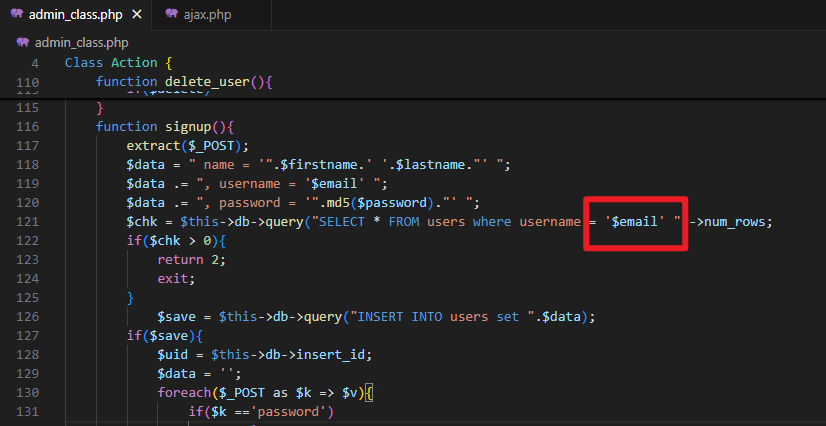 admin_class.php
ajax.php
admin_class.php
4 Class Action {
110 function delete_user(){
115 }
116 function signup(){
117 extract($_POST);
118 $data = " name = '".$firstname.' '.$lastname."' ";
119 $data .= ", username = '$email' ";
120 $data .= ", password = '".md5($password)."' ";
121 $chk = $this->db->query("SELECT * FROM users where username = '$email' " ->num_rows;
122 if($chk > 0){
123 return 2;
124 exit;
125 }
126 $save = $this->db->query("INSERT INTO users set ".$data);
127 if($save){
128 $uid = $this->db->insert_id;
129 $data = '';
130 foreach($_POST as $k => $v){
131 if($k =='password')